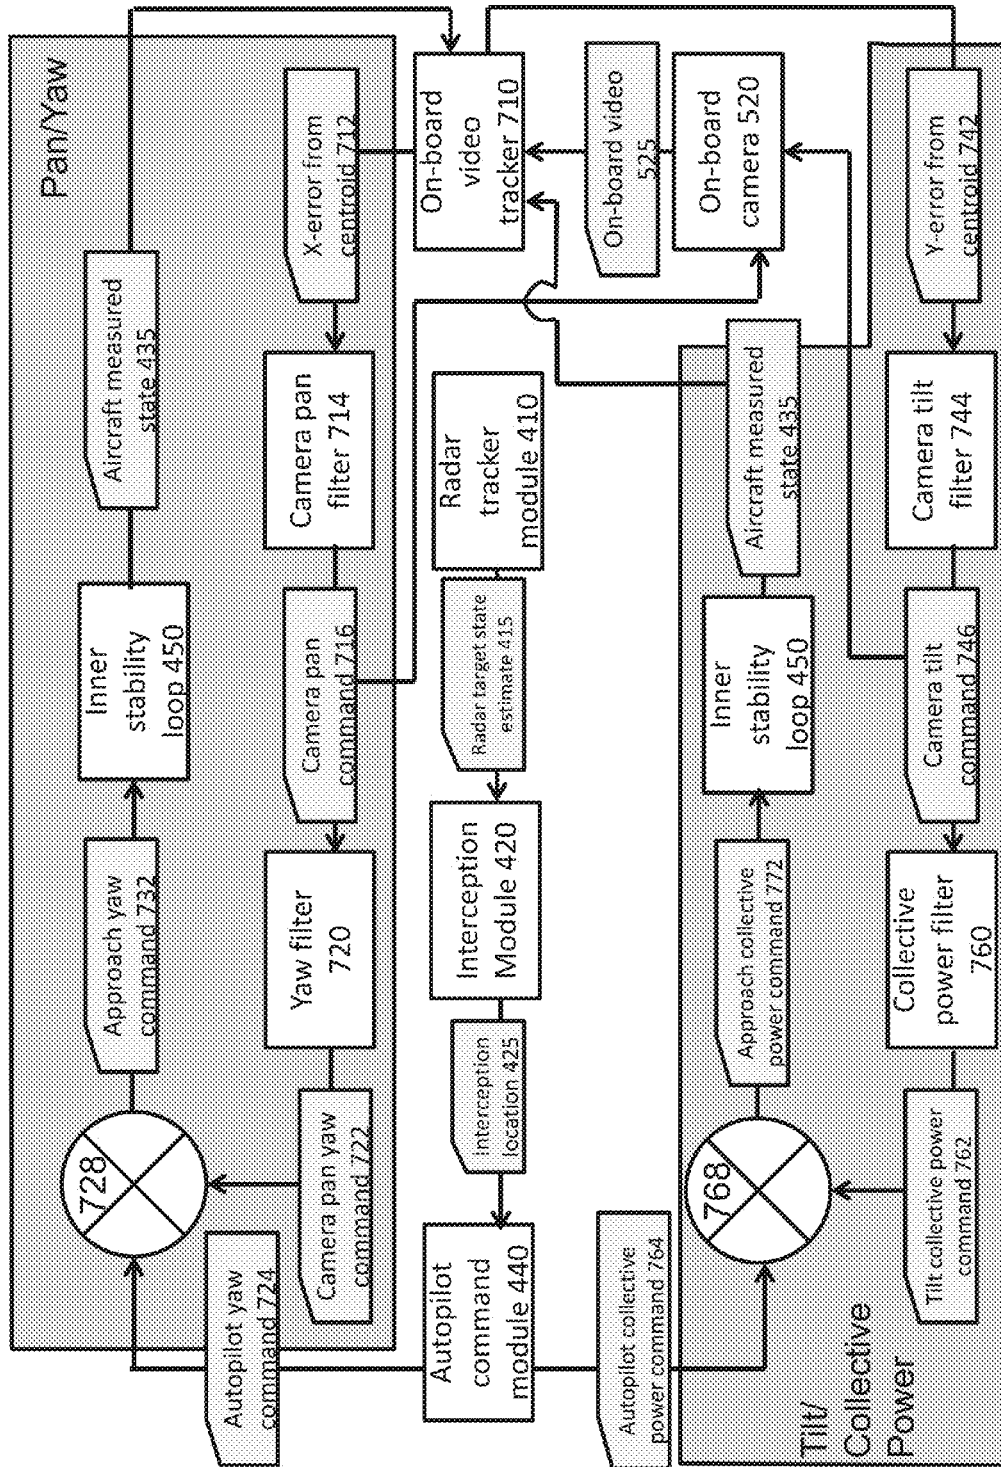 Pan/Yaw
Autopilot yaw
command 724
728
Approach yaw
command 732
Inner
stability
loop 450
Aircraft measured
state 435
Camera pan yaw
command 722
Yaw filter
720
Camera pan
command 716
Camera pan
filter 714
X-error from
centroid 712
Autopilot
command
module 440
Interception
location 425
Interception
Module 420
Radar target state
estimate 415
Radar
tracker
module 410
On-board
video
tracker 710
On-board video
525
On-board
camera 520
Autopilot collective
power command 764
768
Approach collective
power command 772
Inner
stability
loop 450
Aircraft measured
state 435
Tilt/
Collective
Power
Tilt collective power
command 762
Collective
power filter
760
Camera tilt
command 746
Camera tilt
filter 744
Y-error from
centroid 742